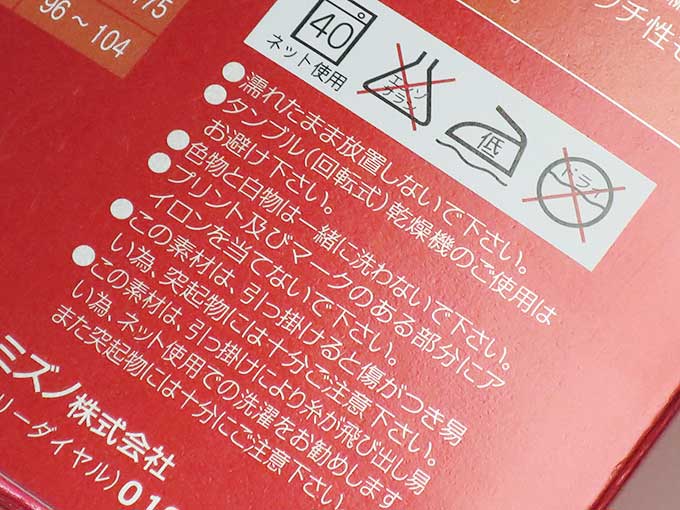 175
96～104
ッチ性
40
ネット使用
エンソ
サラシ
低
ドライ
●濡れたまま放置しないで下さい。
●タンブル(回転式)乾燥機のご使用は
お避け下さい。
●色物と白物は一緒に洗わないで下さい。
●プリント及びマークのある部分にア
イロンを当てないで下さい。
●この素材は、引っ掛けると傷がつき易
い為、突起物には十分ご注意下さい。
●この素材は、引っ掛けにより糸が飛び出し易
い為、ネット使用での洗濯をお勧めします
また突起物には十分にご注意下さい
ミズノ株式会社
リーダイヤル)01